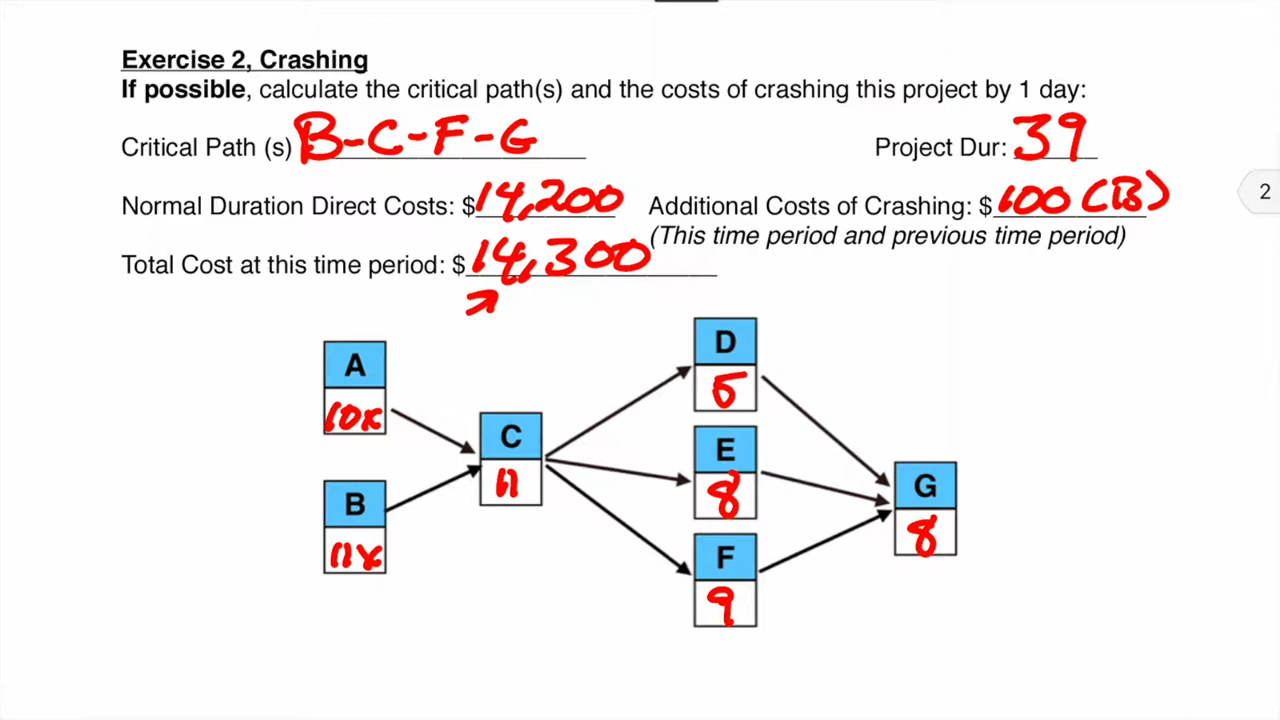 Exercise 2, Crashing
If possible, calculate the critical path(s) and the costs of crashing this project by 1 day:
Critical Path (s) B-C-F-G Project Dur: 39
Normal Duration Direct Costs: $14,200 Additional Costs of Crashing: $100 (B)
2
(This time period and previous time period)
Total Cost at this time period: $14,300
D
A
5
10x
C
E
11
8
G
B
8
11x
F
9